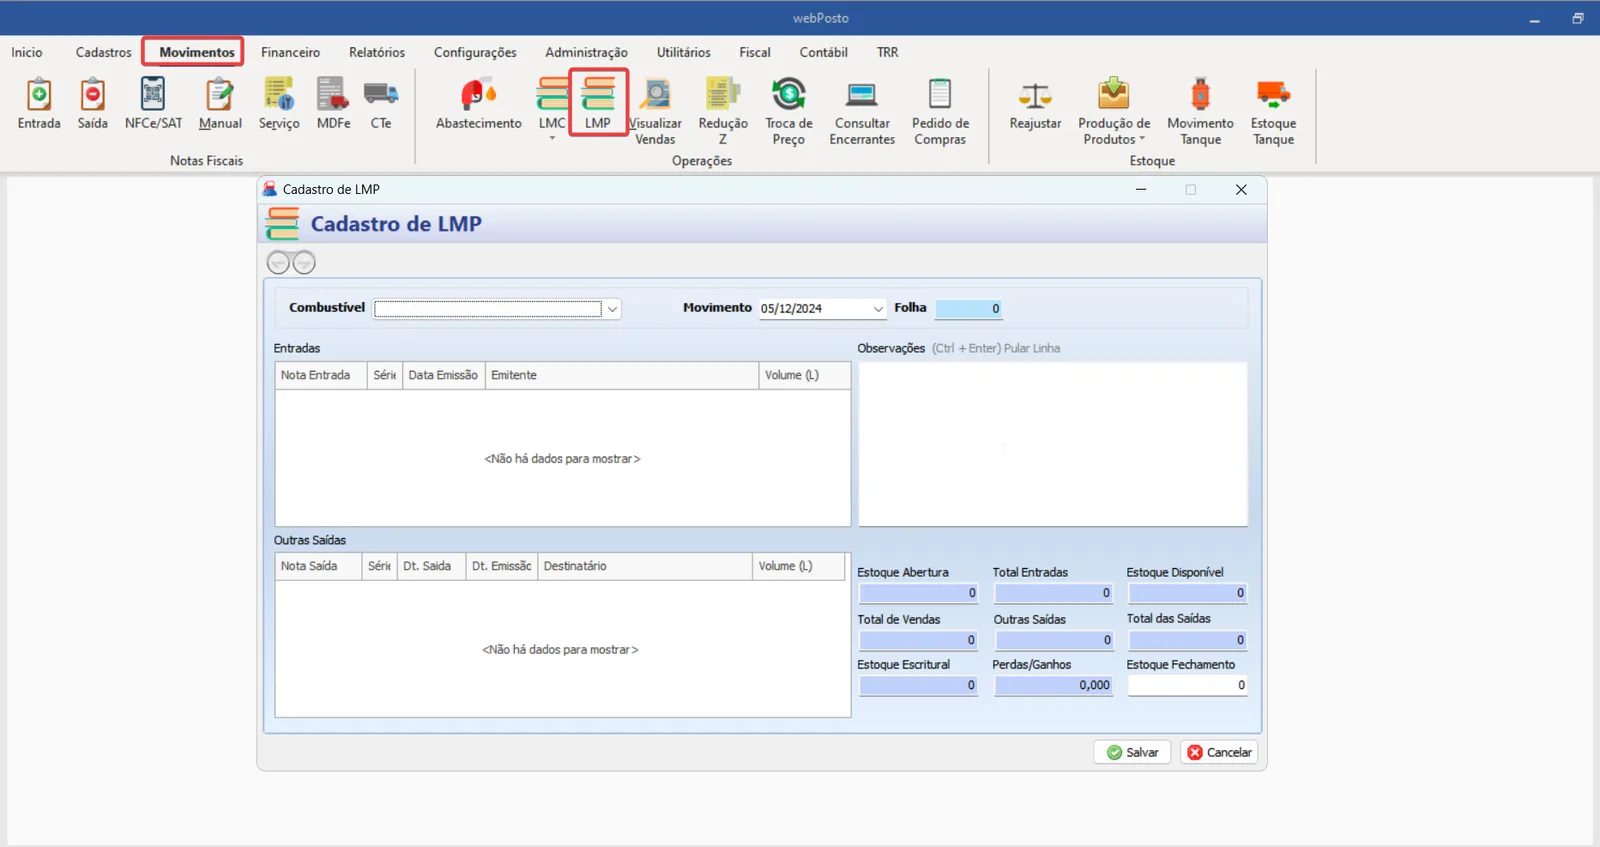 webPosto
Inicio Cadastros Movimentos Financeiro Relatórios Configurações Administração Utilitários Fiscal Contábil TRR
Entrada Saída NFCe/SAT Manual Serviço MDFe CTe Abastecimento LMC LMP Visualizar Vendas Redução Z Troca de Preço Consultar Encerrantes Pedido de Compras Reajustar Produção de Produtos Movimento Tanque Estoque Tanque
Notas Fiscais Operações Estoque
Cadastro de LMP
Cadastro de LMP
Combustível Movimento 05/12/2024 Folha 0
Entradas
Nota Entrada Série Data Emissão Emitente Volume (L)
<Não há dados para mostrar>
Observações (Ctrl + Enter) Pular Linha
Outras Saídas
Nota Saída Série Dt. Saida Dt. Emissão Destinatário Volume (L)
<Não há dados para mostrar>
Estoque Abertura Total Entradas Estoque Disponível
0 0 0
Total de Vendas Outras Saídas Total das Saídas
0 0 0
Estoque Escritural Perdas/Ganhos Estoque Fechamento
0 0,000 0
Salvar Cancelar